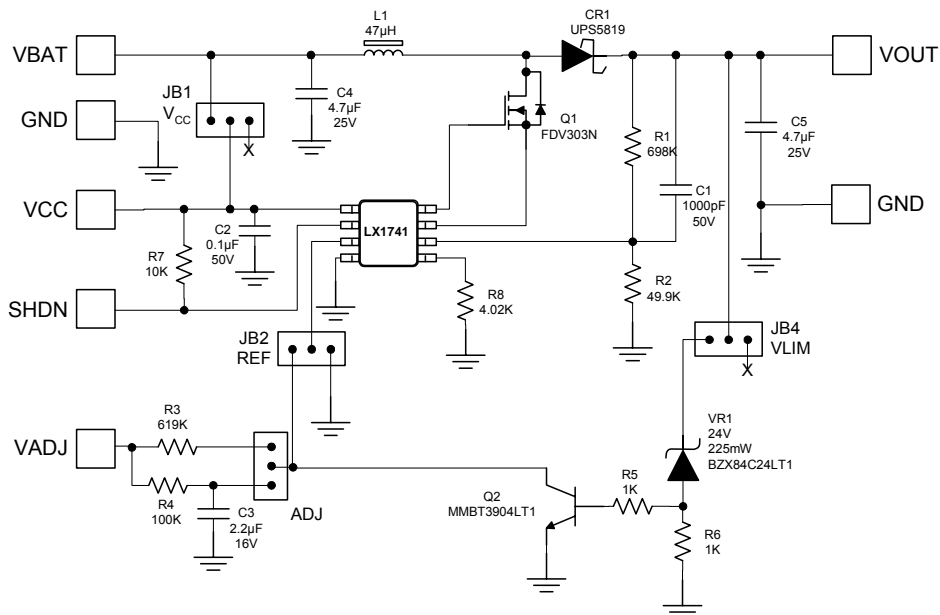 L1
47µH
CR1
UPS5819
VBAT
VOUT
JB1
VCC
C4
4.7µF
25V
Q1
FDV303N
R1
698K
C5
4.7µF
25V
GND
X
C1
1000pF
50V
VCC
GND
LX1741
C2
0.1µF
50V
R7
10K
R2
49.9K
R8
4.02K
SHDN
JB2
REF
JB4
VLIM
X
R3
619K
VR1
24V
225mW
BZX84C24LT1
VADJ
R4
100K
C3
2.2µF
16V
ADJ
Q2
MMBT3904LT1
R5
1K
R6
1K